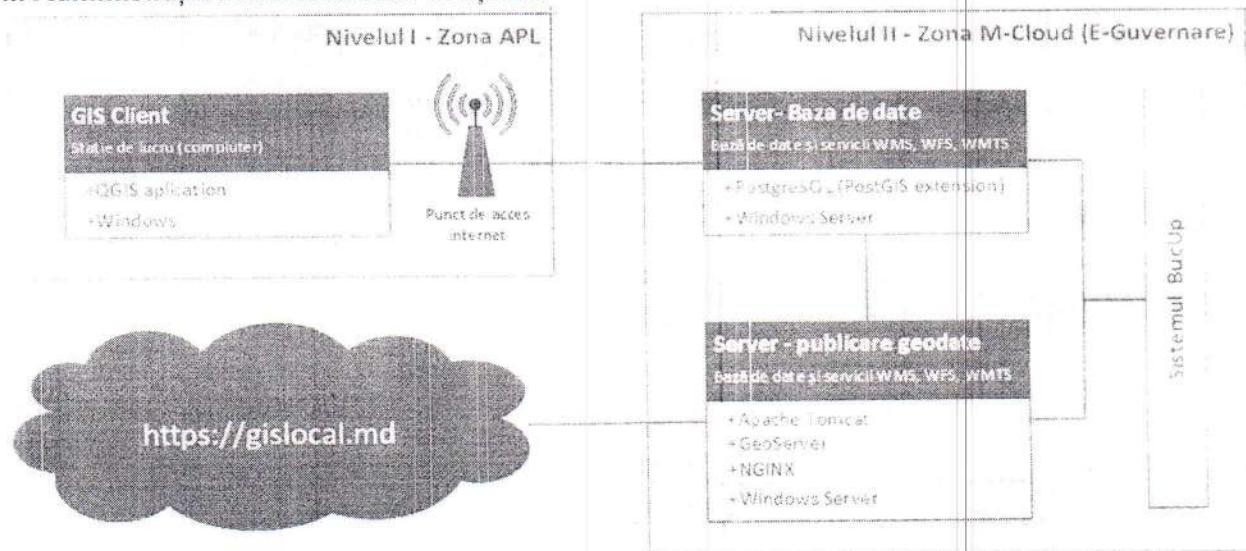 Nivelul I - Zona APL
GIS Client
Stație de lucru (computer)
+QGIS aplication
+Windows
Punct de acces
internet
https://gislocal.md
Nivelul II - Zona M-Cloud (E-Guvernare)
Server- Baza de date
Bază de date și servicii WMS, WFS, WMTS
+PostgreSQL (PostGIS extension)
+Windows Server
Server - publicare geodate
Bază de date și servicii WMS, WFS, WMTS
+Apache Tomcat
+GeoServer
+NGINX
+Windows Server
Sistemul BucUp